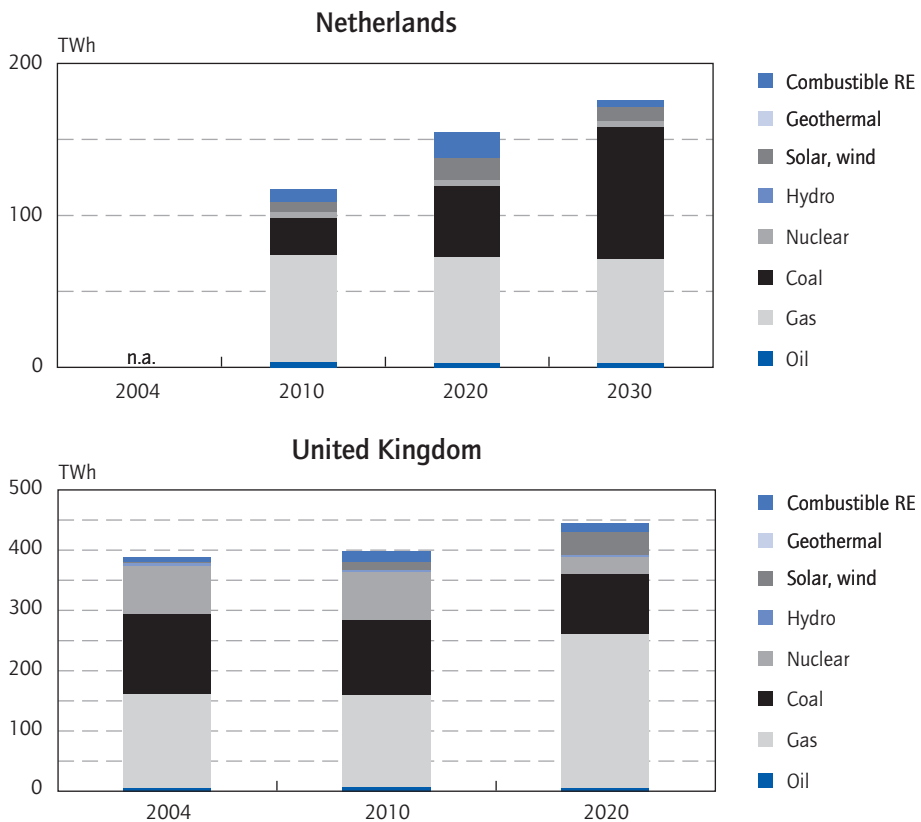 Netherlands
TWh
200
100
0
n.a.
2004
2010
2020
2030
Combustible RE
Geothermal
Solar, wind
Hydro
Nuclear
Coal
Gas
Oil
United Kingdom
TWh
500
400
300
200
100
0
2004
2010
2020
Combustible RE
Geothermal
Solar, wind
Hydro
Nuclear
Coal
Gas
Oil